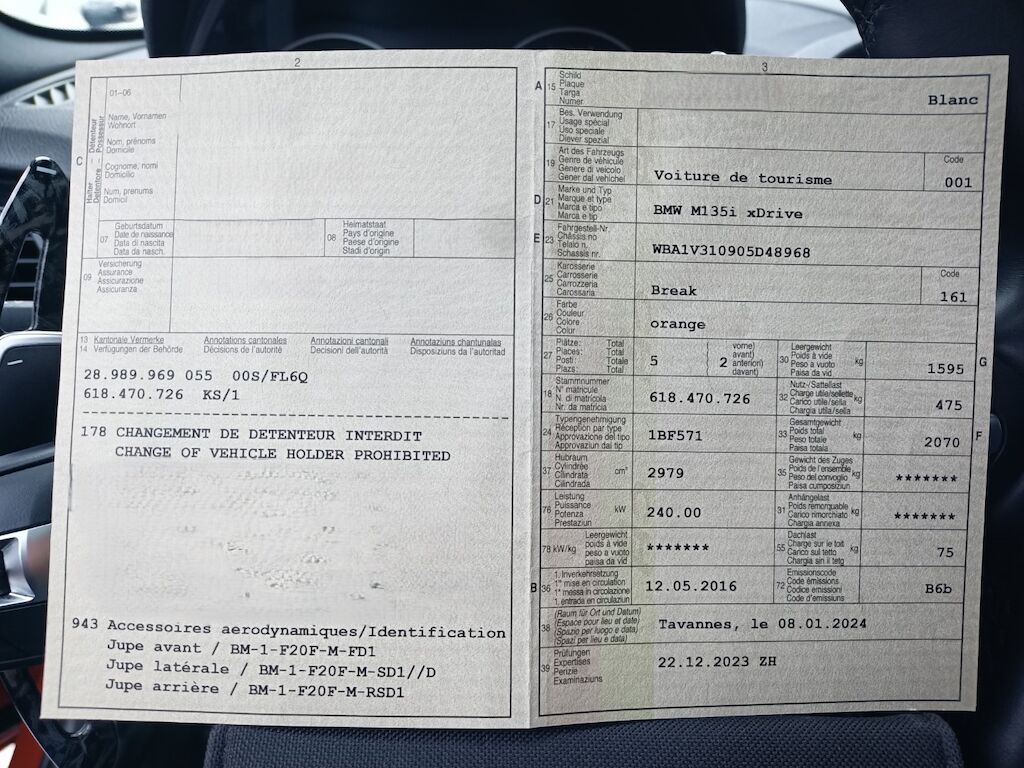 2
01–06
Name, Vornamen
Wohnort
Nom, prénoms
Domicile
Cognome, nomi
Domicilio
Num, prenums
Domicil
C
Halter – Détenteur
Detentore – Possessur
07
Geburtsdatum
Date de naissance
Data di nascita
Data da nasch.
08
Heimatstaat
Pays d'origine
Paese d'origine
Stadi d'origin
09
Versicherung
Assurance
Assicurazione
Assicuranza
13 Kantonale Vermerke Annotations cantonales Annotazioni cantonali Annotaziuns chantunalas
14 Verfügungen der Behörde Décisions de l'autorité Decisioni dell'autorità Disposiziuns da l'autoritad
28.989.969 055 00S/FL6Q
618.470.726 KS/1
178 CHANGEMENT DE DETENTEUR INTERDIT
CHANGE OF VEHICLE HOLDER PROHIBITED
943 Accessoires aerodynamiques/Identification
Jupe avant / BM-1-F20F-M-FD1
Jupe latérale / BM-1-F20F-M-SD1//D
Jupe arrière / BM-1-F20F-M-RSD1
3
A 15
Schild
Plaque
Targa
Numer
Blanc
17
Bes. Verwendung
Usage spécial
Uso speciale
Diever spezial
19
Art des Fahrzeugs
Genre de véhicule
Genere di veicolo
Gener dal vehichel
Voiture de tourisme
Code
001
D 21
Marke und Typ
Marque et type
Marca e tipo
Marca e tip
BMW M135i xDrive
E 23
Fahrgestell-Nr.
Châssis no
Telaio n.
Schassis nr.
WBA1V310905D48968
25
Karosserie
Carrosserie
Carrozzeria
Carossaria
Break
Code
161
26
Farbe
Couleur
Colore
Colur
orange
27
Plätze: Total
Places: Total
Posti: Totale
Plazs: Total
5
2
vorne)
avant)
anteriori)
davant)
30
Leergewicht
Poids à vide
Peso a vuoto
Paisa da vid
kg
1595
G
18
Stammnummer
N° matricule
N. di matricola
Nr. da matricla
618.470.726
32
Nutz-/Sattellast
Charge utile/sellette
Carico utile/sella
Chargia utila/sella
kg
475
24
Typengenehmigung
Réception par type
Approvazione del tipo
Approvaziun dal tip
1BF571
33
Gesamtgewicht
Poids total
Peso totale
Paisa totala
kg
2070
F
37
Hubraum
Cylindrée
Cilindrata
Cilindrada
cm³
2979
35
Gewicht des Zuges
Poids de l'ensemble
Peso del convoglio
Paisa cumposiziun
kg
*******
76
Leistung
Puissance
Potenza
Prestaziun
kW
240.00
31
Anhängelast
Poids remorquable
Carico rimorchiato
Chargia annexa
kg
*******
78 kW/kg
Leergewicht
poids à vide
peso a vuoto
paisa da vid
*******
55
Dachlast
Charge sur le toit
Carico sul tetto
Chargia sin il tetg
kg
75
B 36
1. Inverkehrsetzung
1re mise en circulation
1a messa in circolazione
1. entrada en circulaziun
12.05.2016
72
Emissionscode
Code émissions
Codice emissioni
Code d'emissiuns
B6b
38
(Raum für Ort und Datum)
(Espace pour lieu et date)
(Spazio per luogo e data)
(Spazi per lieu e data)
Tavannes, le 08.01.2024
39
Prüfungen
Expertises
Perizie
Examinaziuns
22.12.2023 ZH